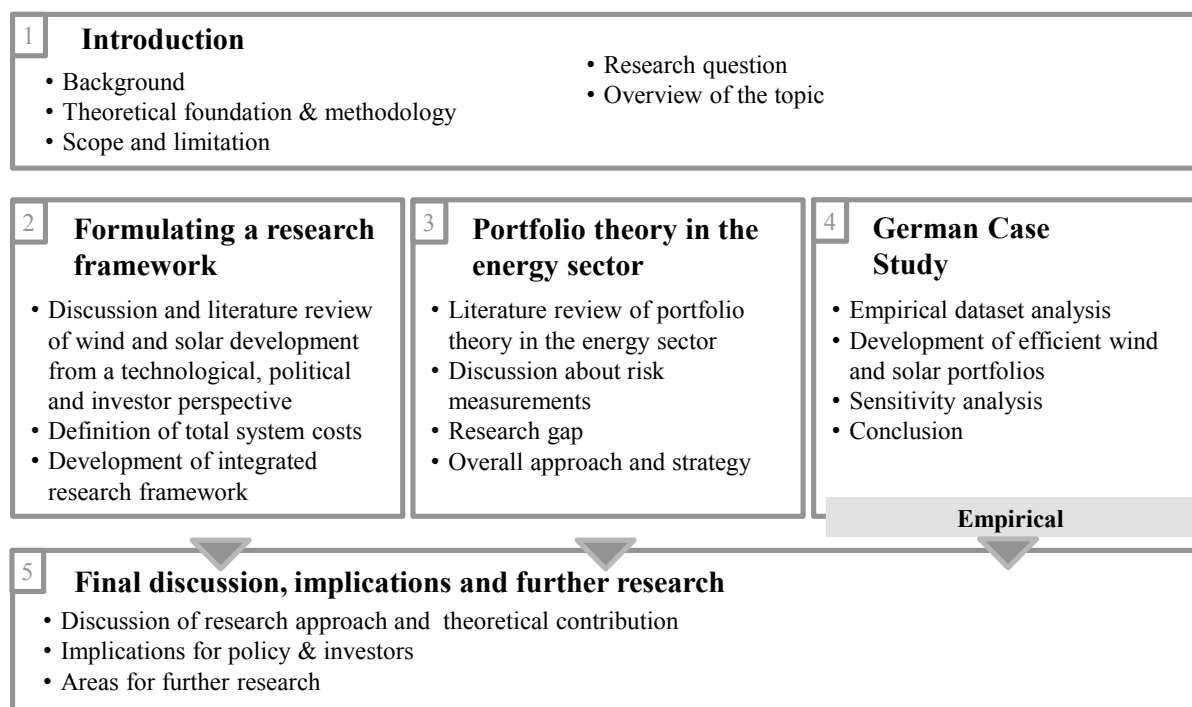 1
Introduction
• Background
• Theoretical foundation & methodology
• Scope and limitation
• Research question
• Overview of the topic
2
Formulating a research
framework
• Discussion and literature review
of wind and solar development
from a technological, political
and investor perspective
• Definition of total system costs
• Development of integrated
research framework
3
Portfolio theory in the
energy sector
• Literature review of portfolio
theory in the energy sector
• Discussion about risk
measurements
• Research gap
• Overall approach and strategy
4
German Case
Study
• Empirical dataset analysis
• Development of efficient wind
and solar portfolios
• Sensitivity analysis
• Conclusion
Empirical
5
Final discussion, implications and further research
• Discussion of research approach and theoretical contribution
• Implications for policy & investors
• Areas for further research